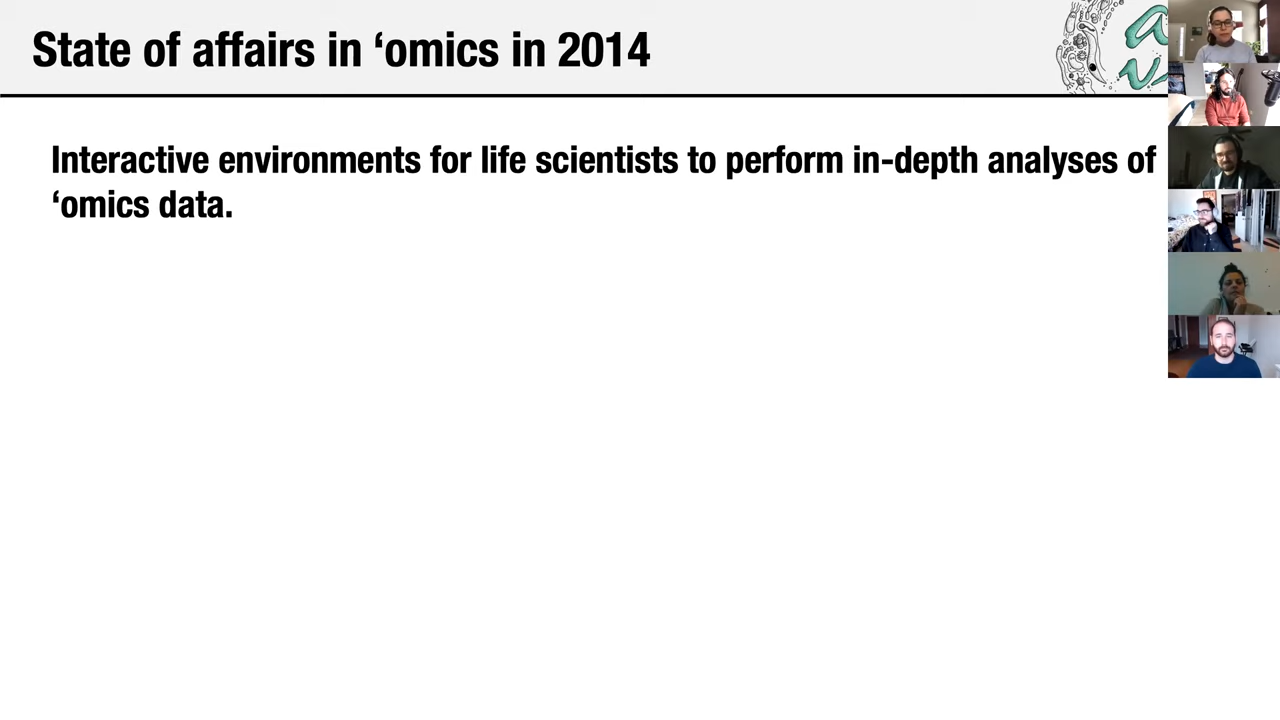 State of affairs in ‘omics in 2014
Interactive environments for life scientists to perform in-depth analyses of
‘omics data.